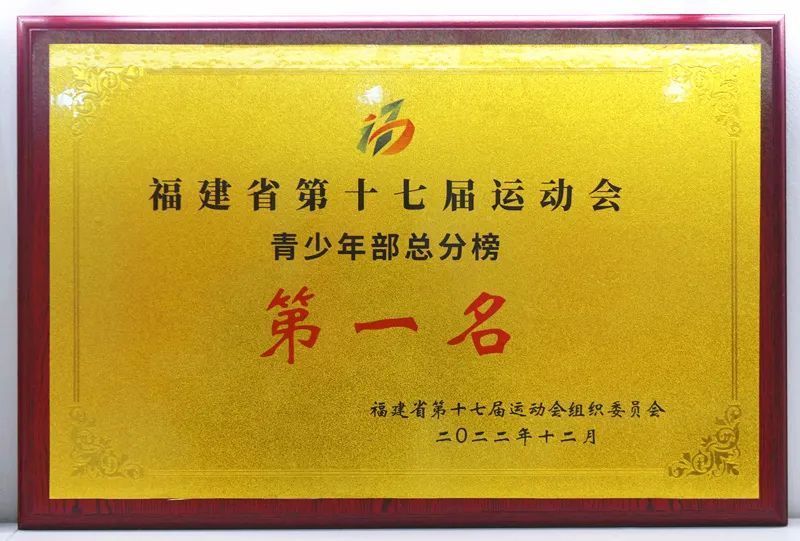 福建省第十七届运动会
青少年部总分榜
第一名
福建省第十七届运动会组织委员会
二〇二二年十二月